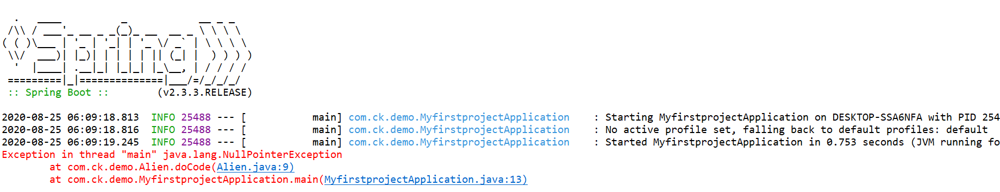 .   ____          _            __ _ _
 /\\ / ___'_ __ _ _(_)_ __  __ _ \ \ \ \
( ( )\___ | '_ | '_| | '_ \/ _` | \ \ \ \
 \\/  ___)| |_)| | | | | || (_| |  ) ) ) )
  '  |____| .__|_| |_|_| |_\__, | / / / /
 =========|_|==============|___/=/_/_/_/
 :: Spring Boot ::        (v2.3.3.RELEASE)
2020-08-25 06:09:18.813  INFO 25488 --- [           main] com.ck.demo.MyfirstprojectApplication    : Starting MyfirstprojectApplication on DESKTOP-SSA6NFA with PID 254
2020-08-25 06:09:18.816  INFO 25488 --- [           main] com.ck.demo.MyfirstprojectApplication    : No active profile set, falling back to default profiles: default
2020-08-25 06:09:19.245  INFO 25488 --- [           main] com.ck.demo.MyfirstprojectApplication    : Started MyfirstprojectApplication in 0.753 seconds (JVM running fo
Exception in thread "main" java.lang.NullPointerException
        at com.ck.demo.Alien.doCode(Alien.java:9)
        at com.ck.demo.MyfirstprojectApplication.main(MyfirstprojectApplication.java:13)